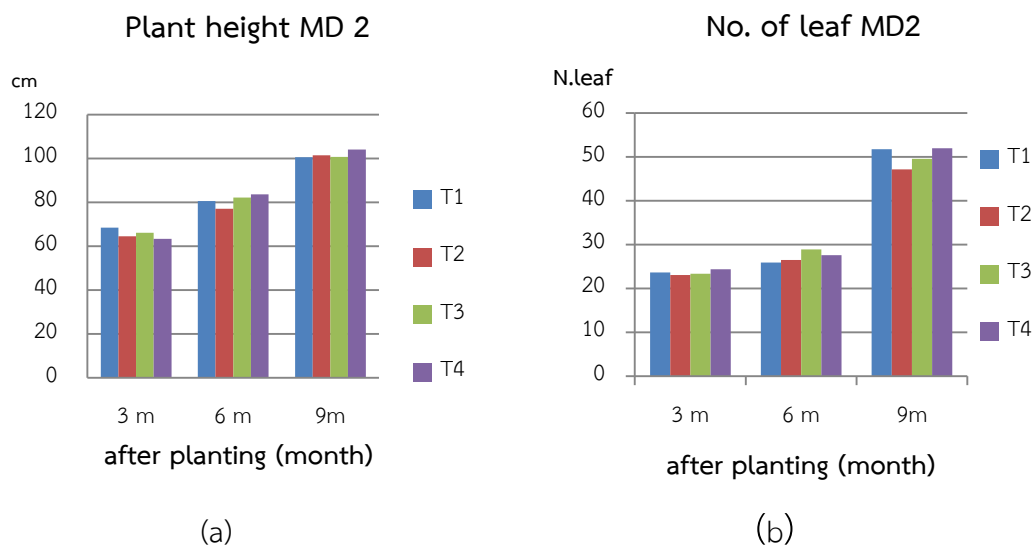 Plant height MD 2
cm
120
100
80
60
40
20
0
3 m 6 m 9m
after planting (month)
T1
T2
T3
T4
(a)
No. of leaf MD2
N.leaf
60
50
40
30
20
10
0
3 m 6 m 9m
after planting (month)
T1
T2
T3
T4
(b)